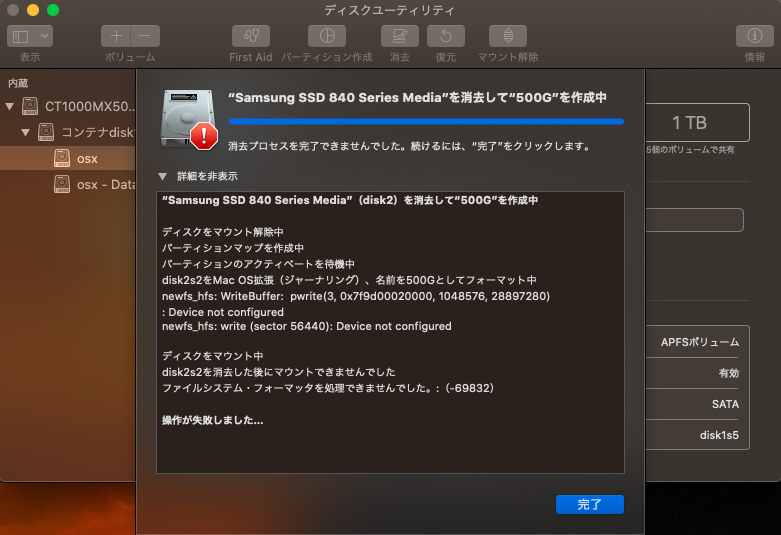 ディスクユーティリティ
表示
ボリューム
First Aid
パーティション作成
消去
復元
マウント解除
情報
内蔵
CT1000MX50...
コンテナdisk
osx
osx - Data
“Samsung SSD 840 Series Media”を消去して“500G”を作成中
消去プロセスを完了できませんでした。続けるには、“完了”をクリックします。
詳細を非表示
“Samsung SSD 840 Series Media”（disk2）を消去して“500G”を作成中
ディスクをマウント解除中
パーティションマップを作成中
パーティションのアクティベートを待機中
disk2s2をMac OS拡張（ジャーナリング）、名前を500Gとしてフォーマット中
newfs_hfs: WriteBuffer: pwrite(3, 0x7f9d00020000, 1048576, 28897280)
: Device not configured
newfs_hfs: write (sector 56440): Device not configured
ディスクをマウント中
disk2s2を消去した後にマウントできませんでした
ファイルシステム・フォーマッタを処理できませんでした。:（-69832）
操作が失敗しました...
完了
1 TB
5個のボリュームで共有
APFSボリューム
有効
SATA
disk1s5